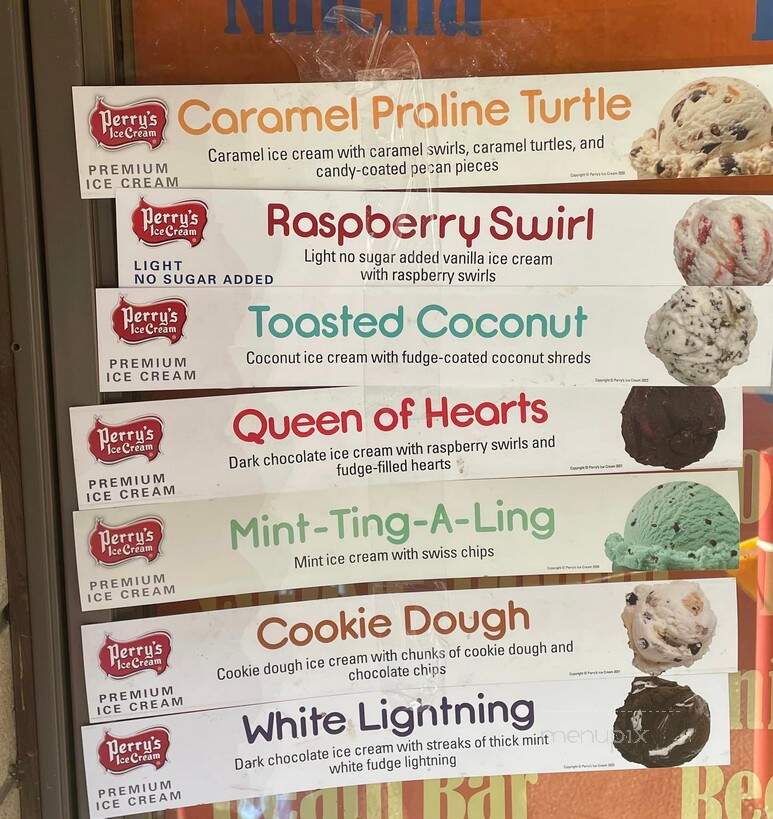 Perry's
Ice Cream
PREMIUM
ICE CREAM
Caramel Praline Turtle
Caramel ice cream with caramel swirls, caramel turtles, and
candy-coated pecan pieces
Perry's
Ice Cream
LIGHT
NO SUGAR ADDED
Raspberry Swirl
Light no sugar added vanilla ice cream
with raspberry swirls
Perry's
Ice Cream
PREMIUM
ICE CREAM
Toasted Coconut
Coconut ice cream with fudge-coated coconut shreds
Perry's
Ice Cream
PREMIUM
ICE CREAM
Queen of Hearts
Dark chocolate ice cream with raspberry swirls and
fudge-filled hearts
Perry's
Ice Cream
PREMIUM
ICE CREAM
Mint-Ting-A-Ling
Mint ice cream with swiss chips
Perry's
Ice Cream
PREMIUM
ICE CREAM
Cookie Dough
Cookie dough ice cream with chunks of cookie dough and
chocolate chips
Perry's
Ice Cream
PREMIUM
ICE CREAM
White Lightning
Dark chocolate ice cream with streaks of thick mint
white fudge lightning
menupix
Bar